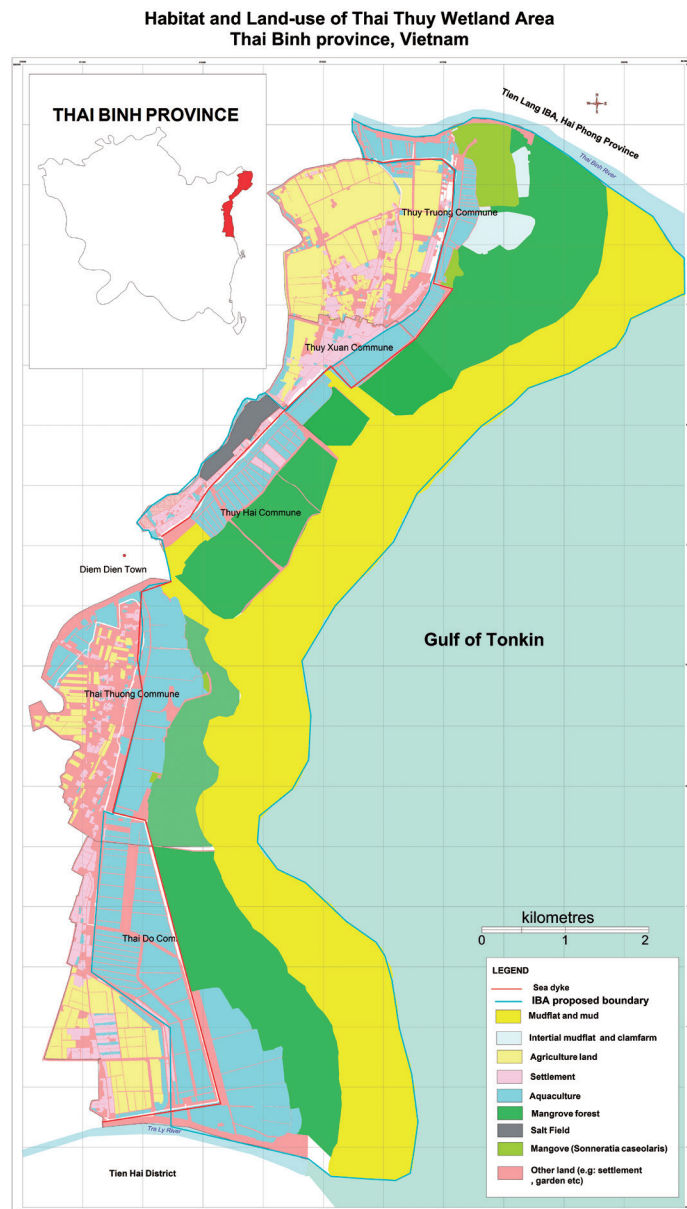 Habitat and Land-use of Thai Thuy Wetland Area
Thai Binh province, Vietnam
THAI BINH PROVINCE
Tien Lang IBA, Hai Phong Province
Thai Binh River
Thuy Truong Commune
Thuy Xuan Commune
Thuy Hai Commune
Diem Dien Town
Gulf of Tonkin
Thai Thuong Commune
Thai Do Com.
kilometres
0 1 2
LEGEND
Sea dyke
IBA proposed boundary
Mudflat and mud
Intertial mudflat and clamfarm
Agriculture land
Settlement
Aquaculture
Mangrove forest
Salt Field
Mangove (Sonneratia caseolaris)
Other land (e.g: settlement
, garden etc)
Tra Ly River
Tien Hai District